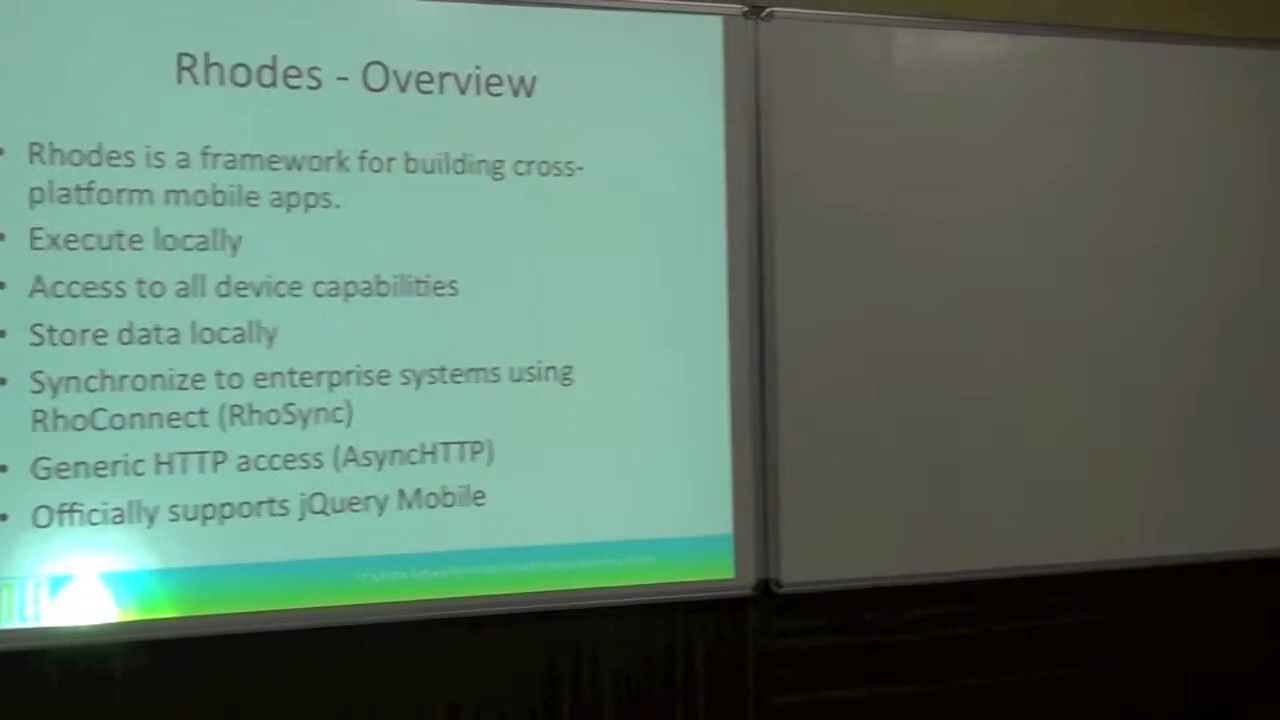 Rhodes - Overview
• Rhodes is a framework for building cross-
platform mobile apps.
• Execute locally
• Access to all device capabilities
• Store data locally
• Synchronize to enterprise systems using
RhoConnect (RhoSync)
• Generic HTTP access (AsyncHTTP)
• Officially supports jQuery Mobile